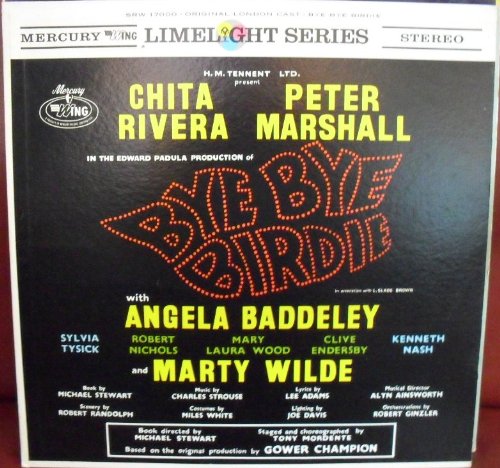 SRW 17000 · ORIGINAL LONDON CAST / BYE BYE BIRDIE
MERCURY WING LIMELIGHT SERIES STEREO
H. M. TENNENT LTD.
present
CHITA RIVERA
PETER MARSHALL
Mercury
WING
IN THE EDWARD PADULA PRODUCTION of
BYE BYE
BIRDIE
in association with L. SLADE BROWN
with
ANGELA BADDELEY
SYLVIA TYSICK
ROBERT NICHOLS
MARY LAURA WOOD
CLIVE ENDERSBY
KENNETH NASH
and MARTY WILDE
Book by
MICHAEL STEWART
Music by
CHARLES STROUSE
Lyrics by
LEE ADAMS
Musical Director
ALYN AINSWORTH
Scenery by
ROBERT RANDOLPH
Costumes by
MILES WHITE
Lighting by
JOE DAVIS
Orchestrations by
ROBERT GINZLER
Book directed by
MICHAEL STEWART
Staged and choreographed by
TONY MORDENTE
Based on the original production by GOWER CHAMPION